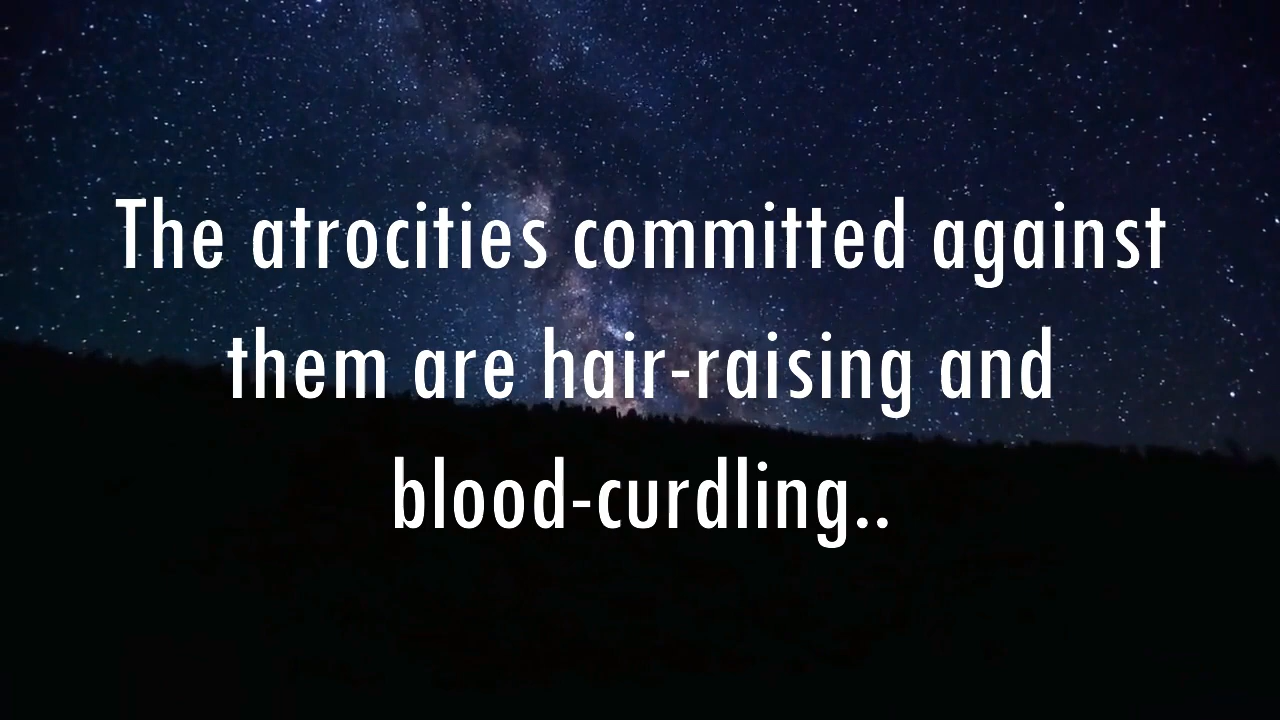 The atrocities committed against
them are hair-raising and
blood-curdling..